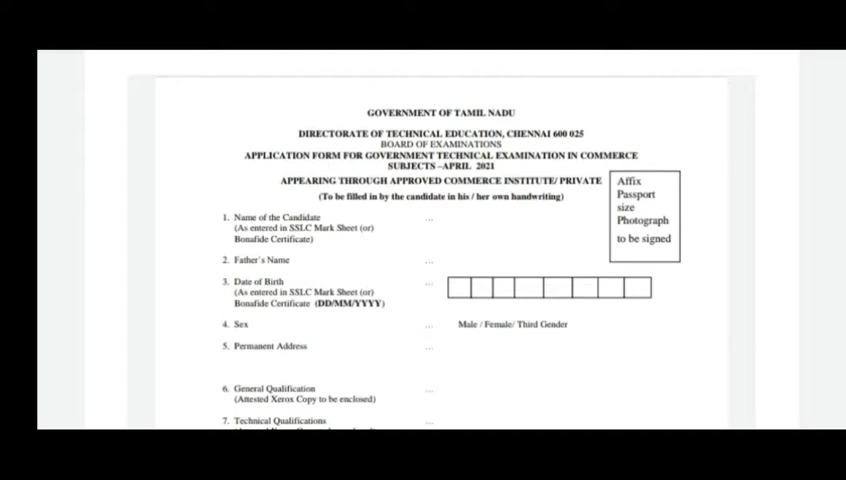 GOVERNMENT OF TAMIL NADU
DIRECTORATE OF TECHNICAL EDUCATION, CHENNAI 600 025
BOARD OF EXAMINATIONS
APPLICATION FORM FOR GOVERNMENT TECHNICAL EXAMINATION IN COMMERCE
SUBJECTS –APRIL 2021
APPEARING THROUGH APPROVED COMMERCE INSTITUTE/ PRIVATE
(To be filled in by the candidate in his / her own handwriting)
Affix
Passport
size
Photograph
to be signed
1. Name of the Candidate ...
(As entered in SSLC Mark Sheet (or)
Bonafide Certificate)
2. Father's Name ...
3. Date of Birth ...
(As entered in SSLC Mark Sheet (or)
Bonafide Certificate (DD/MM/YYYY)
4. Sex ... Male / Female/ Third Gender
5. Permanent Address ...
6. General Qualification ...
(Attested Xerox Copy to be enclosed)
7. Technical Qualifications ...